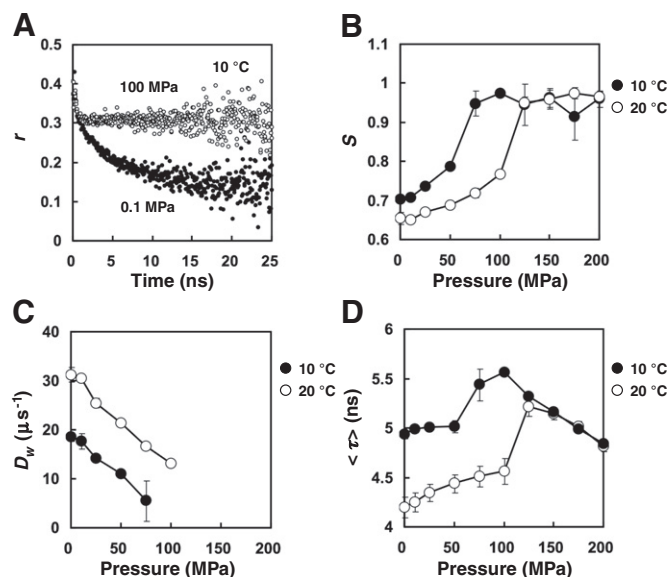 A
r
0.5
0.4
0.3
0.2
0.1
0
100 MPa
10 °C
0.1 MPa
0 5 10 15 20 25
Time (ns)
B
S
1.1
1
0.9
0.8
0.7
0.6
0 50 100 150 200
Pressure (MPa)
10 °C
20 °C
C
Dw (µs-1)
40
30
20
10
0
0 50 100 150 200
Pressure (MPa)
10 °C
20 °C
D
< τ> (ns)
6
5.5
5
4.5
4
0 50 100 150 200
Pressure (MPa)
10 °C
20 °C